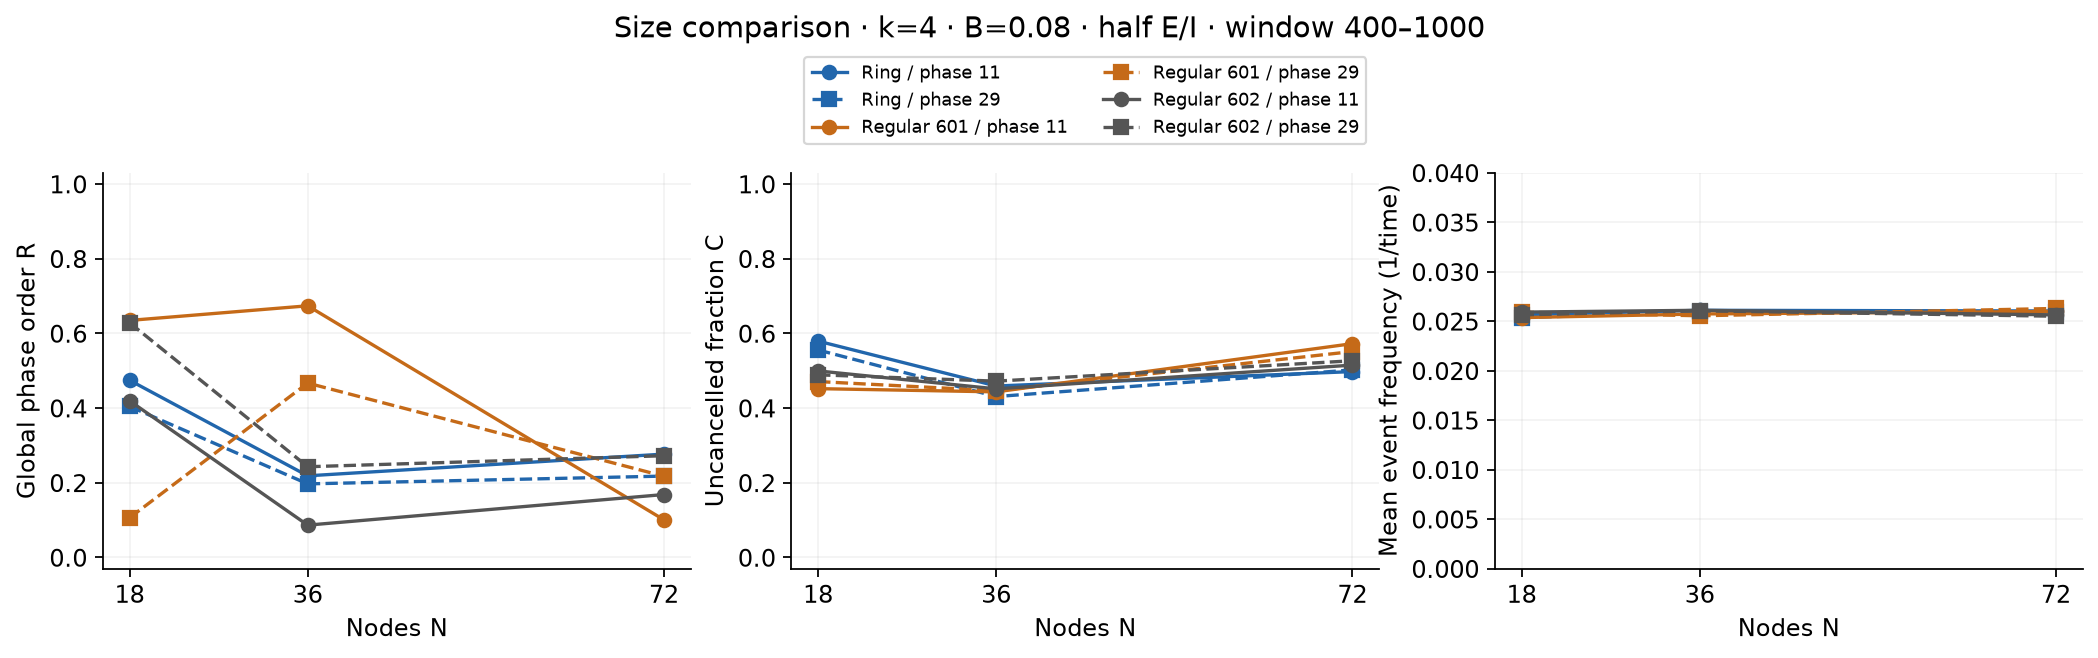 Size comparison · k=4 · B=0.08 · half E/I · window 400–1000
Ring / phase 11
Ring / phase 29
Regular 601 / phase 11
Regular 601 / phase 29
Regular 602 / phase 11
Regular 602 / phase 29
Global phase order R
1.0
0.8
0.6
0.4
0.2
0.0
18
36
72
Nodes N
Uncancelled fraction C
1.0
0.8
0.6
0.4
0.2
0.0
18
36
72
Nodes N
Mean event frequency (1/time)
0.040
0.035
0.030
0.025
0.020
0.015
0.010
0.005
0.000
18
36
72
Nodes N